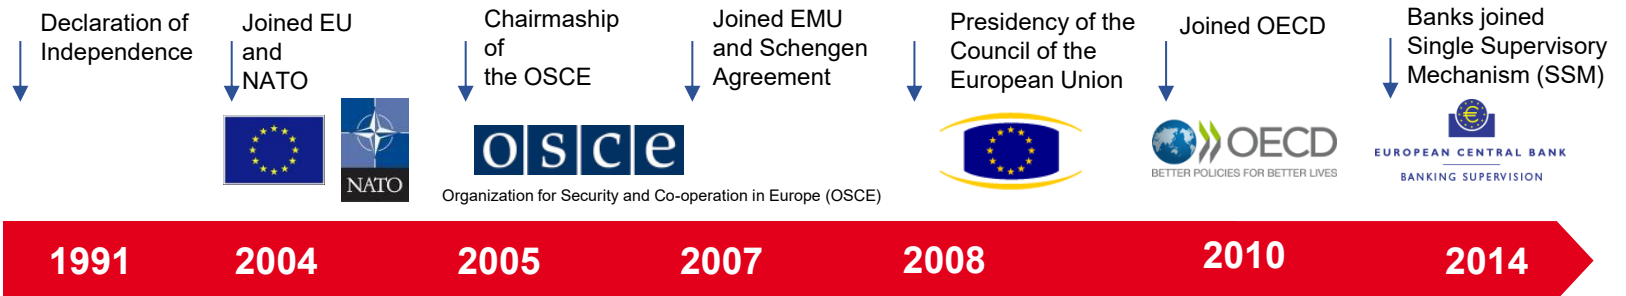 Declaration of
Independence
Joined EU
and
NATO
Chairmaship
of
the OSCE
Joined EMU
and Schengen
Agreement
Presidency of the
Council of the
European Union
Joined OECD
Banks joined
Single Supervisory
Mechanism (SSM)
NATO
osce
Organization for Security and Co-operation in Europe (OSCE)
OECD
BETTER POLICIES FOR BETTER LIVES
€
EUROPEAN CENTRAL BANK
BANKING SUPERVISION
1991
2004
2005
2007
2008
2010
2014